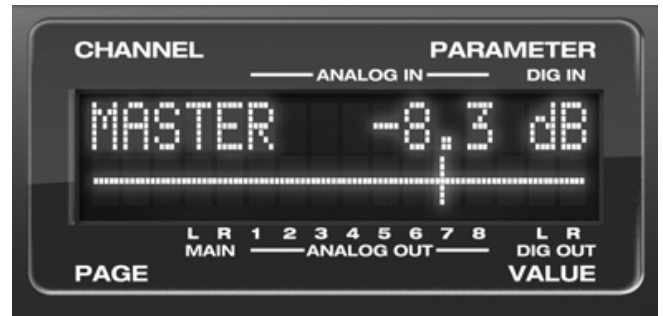 CHANNEL PARAMETER
ANALOG IN DIG IN
MASTER -8.3 dB
L R 1 2 3 4 5 6 7 8 L R
MAIN ANALOG OUT DIG OUT
PAGE VALUE